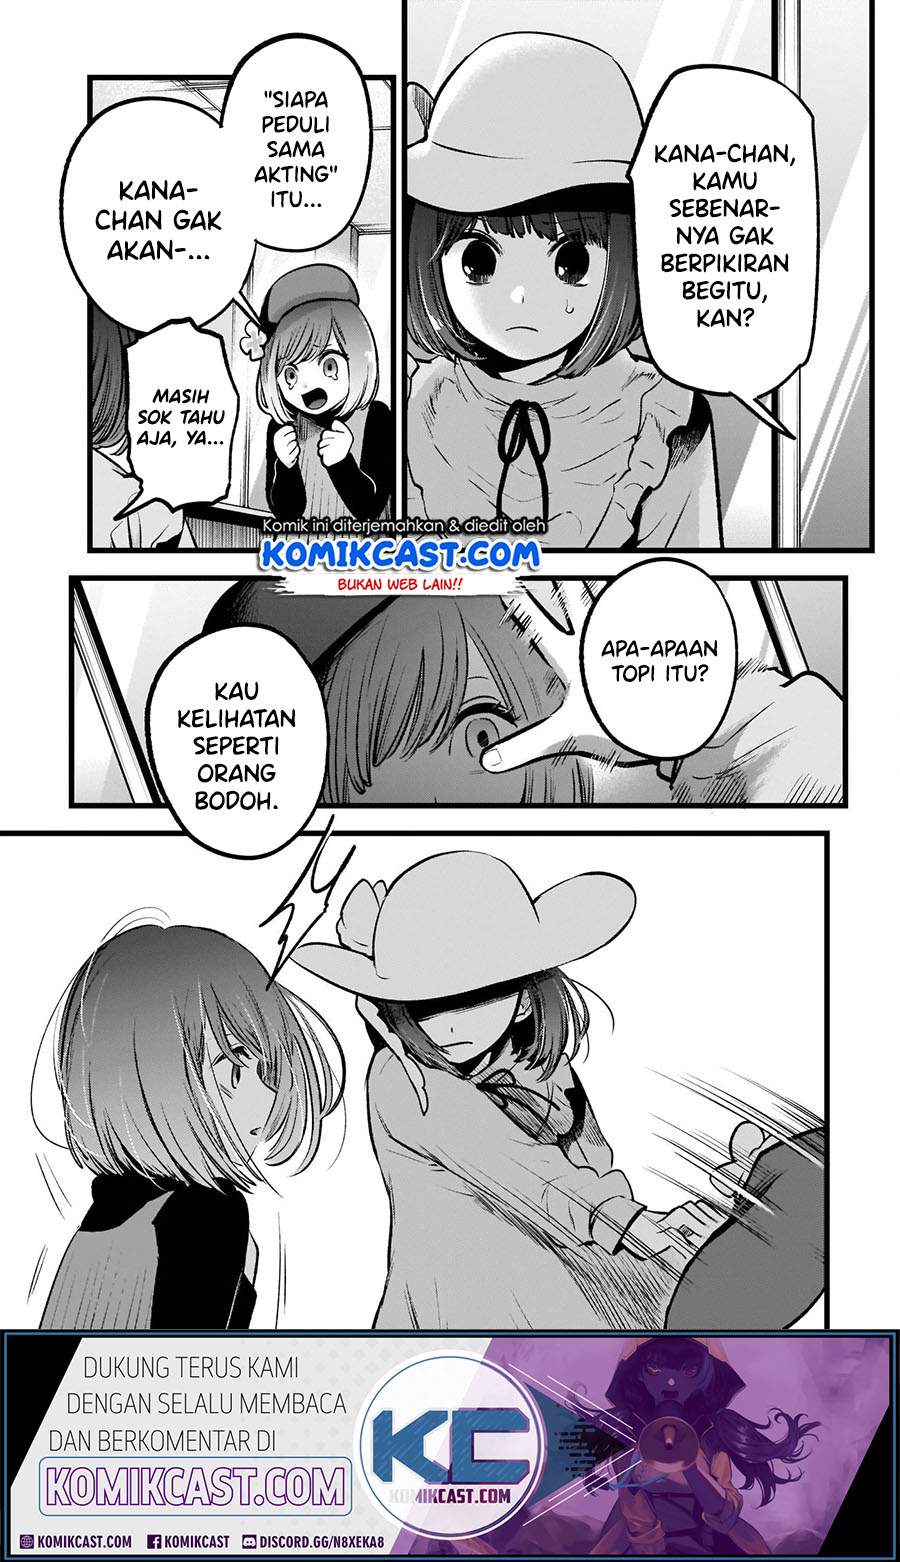 KANA-CHAN,
KAMU
SEBENAR-
NYA GAK
BERPIKIRAN
BEGITU,
KAN?
"SIAPA
PEDULI
SAMA
AKTING"
ITU...
KANA-
CHAN GAK
AKAN-...
MASIH
SOK TAHU
AJA, YA...
Komik ini diterjemahkan & diedit oleh
KOMIKCAST.COM
BUKAN WEB LAIN!!
APA-APAAN
TOPI ITU?
KAU
KELIHATAN
SEPERTI
ORANG
BODOH.
DUKUNG TERUS KAMI
DENGAN SELALU MEMBACA
DAN BERKOMENTAR DI
KOMIKCAST.COM
KOMIKCAST.COM
KOMIKCAST
DISCORD.GG/N8XEKA8
KC
KOMIKCAST.COM